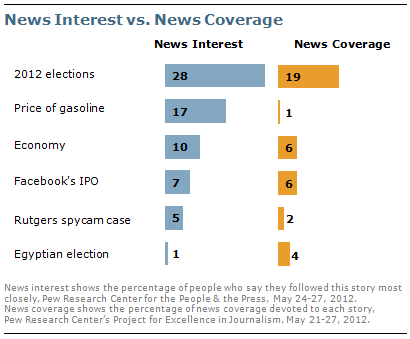 News Interest vs. News Coverage
News Interest News Coverage
2012 elections 28 19
Price of gasoline 17 1
Economy 10 6
Facebook's IPO 7 6
Rutgers spycam case 5 2
Egyptian election 1 4
News interest shows the percentage of people who say they followed this story most
closely, Pew Research Center for the People & the Press, May 24-27, 2012.
News coverage shows the percentage of news coverage devoted to each story,
Pew Research Center's Project for Excellence in Journalism, May 21-27, 2012.